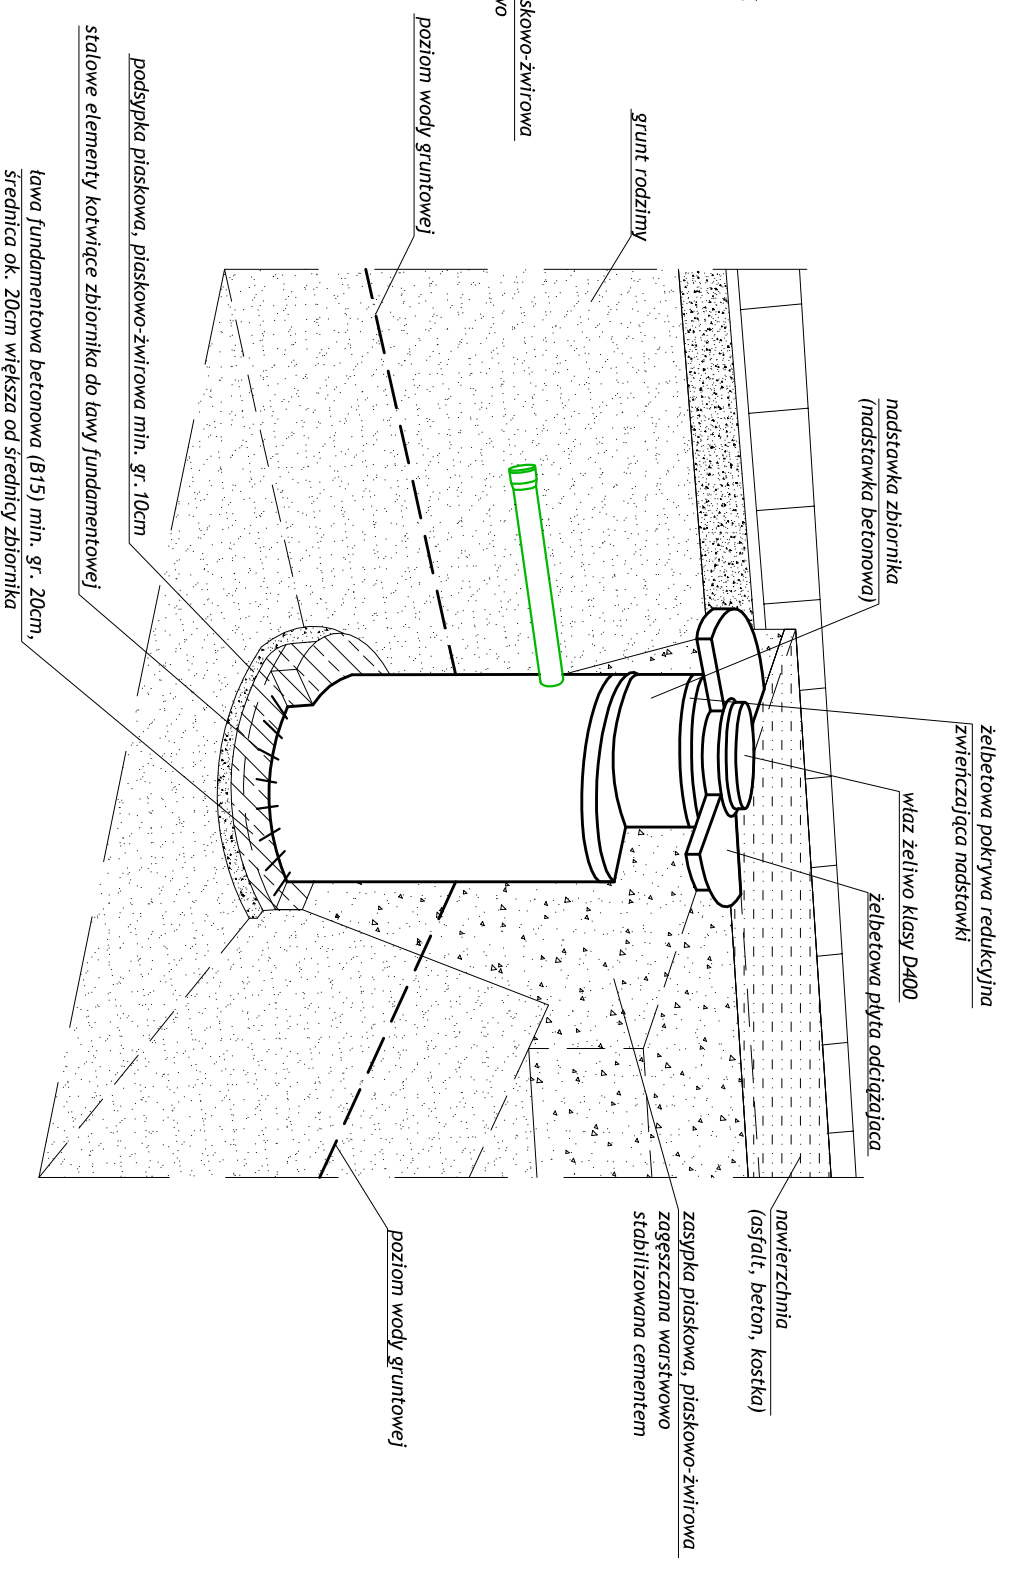 żelbetowa pokrywa redukcyjna
zwieńczająca nadstawki
właz żeliwo klasy D400
nadstawka zbiornika
(nadstawka betonowa)
żelbetowa płyta odciążajaca
nawierzchnia
(asfalt, beton, kostka)
zasypka piaskowa, piaskowo-żwirowa
zagęszczana warstwowo
stabilizowana cementem
grunt rodzimy
skowo-żwirowa
wo
poziom wody gruntowej
poziom wody gruntowej
podsypka piaskowa, piaskowo-żwirowa min. gr. 10cm
stalowe elementy kotwiące zbiornika do ławy fundamentowej
ława fundamentowa betonowa (B15) min. gr. 20cm,
średnica ok. 20cm większa od średnicy zbiornika